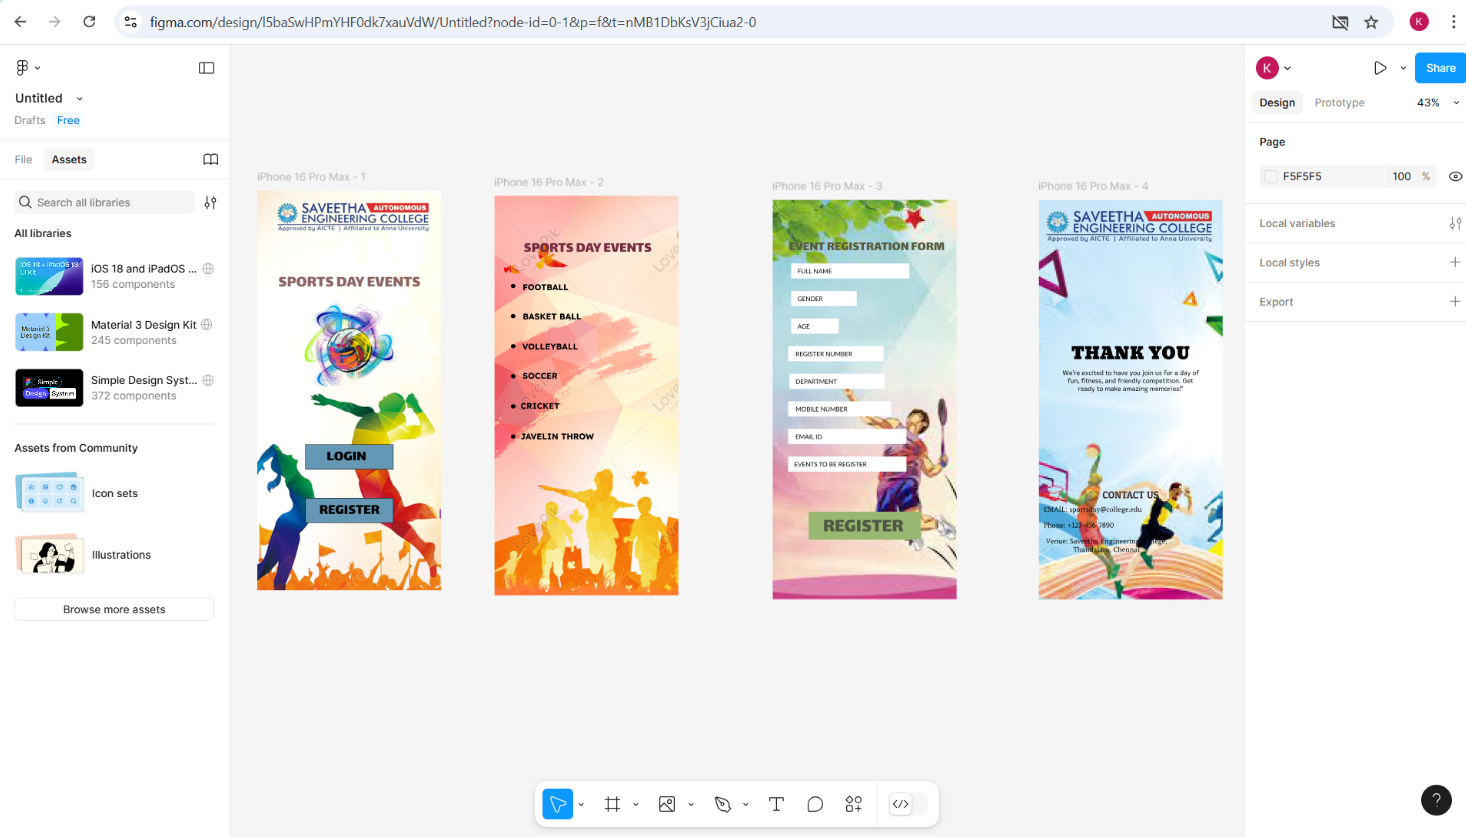 figma.com/design/l5baSwHPmYHF0dk7xauVdW/Untitled?node-id=0-1&p=f&t=nMB1DbKsV3jCiua2-0
K
Untitled
Drafts Free
File Assets
Search all libraries
All libraries
iOS 18 and iPadOS ...
156 components
Material 3 Design Kit
245 components
Simple Design Syst...
372 components
Assets from Community
Icon sets
Illustrations
Browse more assets
iPhone 16 Pro Max - 1
SAVEETHA AUTONOMOUS
ENGINEERING COLLEGE
Approved by AICTE | Affiliated to Anna University
SPORTS DAY EVENTS
LOGIN
REGISTER
iPhone 16 Pro Max - 2
SPORTS DAY EVENTS
• FOOTBALL
• BASKET BALL
• VOLLEYBALL
• SOCCER
• CRICKET
• JAVELIN THROW
iPhone 16 Pro Max - 3
EVENT REGISTRATION FORM
FULL NAME
GENDER
AGE
REGISTER NUMBER
DEPARTMENT
MOBILE NUMBER
EMAIL ID
EVENTS TO BE REGISTER
REGISTER
iPhone 16 Pro Max - 4
SAVEETHA AUTONOMOUS
ENGINEERING COLLEGE
Approved by AICTE | Affiliated to Anna University
THANK YOU
We're excited to have you join us for a day of
fun, fitness, and friendly competition. Get
ready to make amazing memories!"
CONTACT US
EMAIL: sportsday@college.edu
Phone: +123-456-7890
Venue: Saveetha Engineering College,
Thandalam, Chennai
K
Share
Design Prototype 43%
Page
F5F5F5 100 %
Local variables
Local styles
Export
?